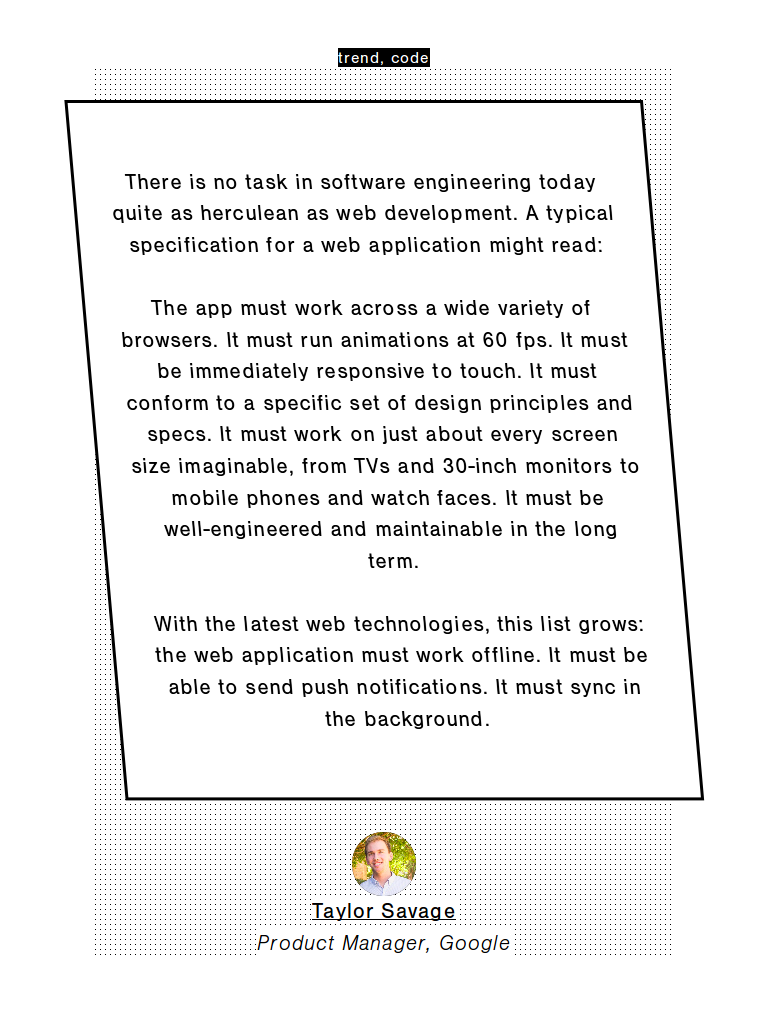 trend, code
There is no task in software engineering today
quite as herculean as web development. A typical
specification for a web application might read:
The app must work across a wide variety of
browsers. It must run animations at 60 fps. It must
be immediately responsive to touch. It must
conform to a specific set of design principles and
specs. It must work on just about every screen
size imaginable, from TVs and 30-inch monitors to
mobile phones and watch faces. It must be
well-engineered and maintainable in the long
term.
With the latest web technologies, this list grows:
the web application must work offline. It must be
able to send push notifications. It must sync in
the background.
Taylor Savage
Product Manager, Google